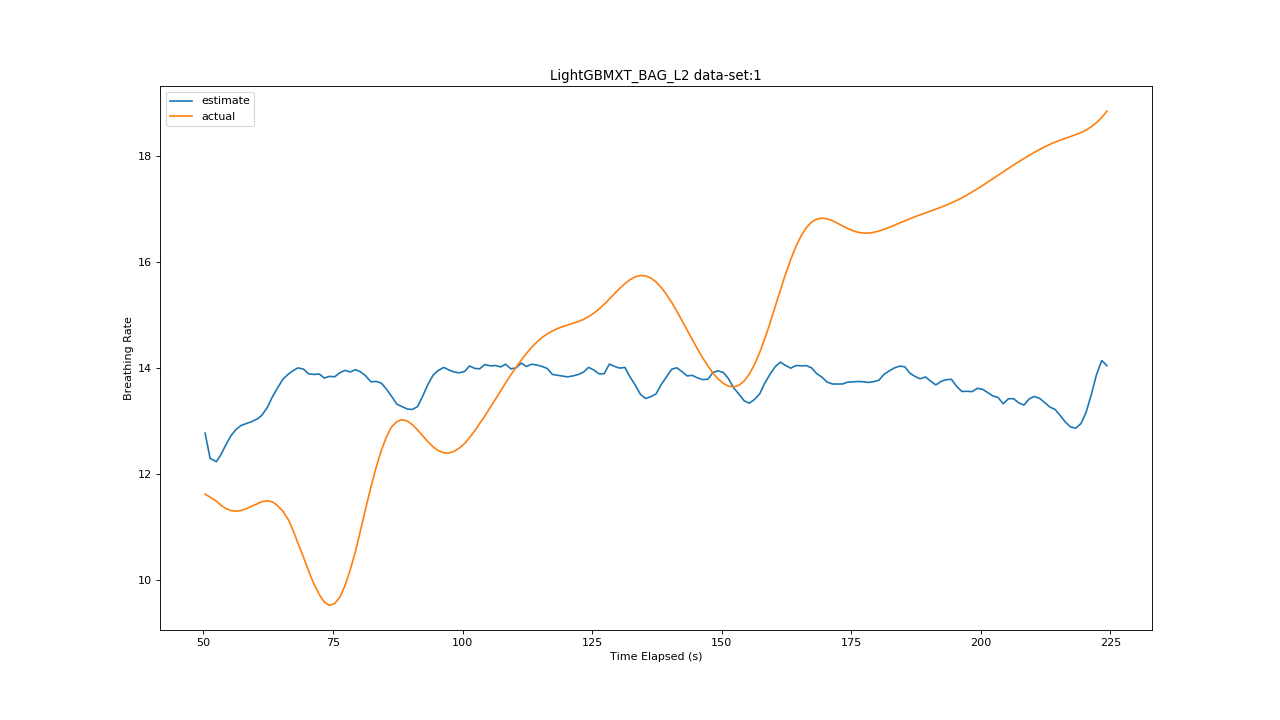 LightGBMXT_BAG_L2 data-set:1
estimate
actual
Breathing Rate
18
16
14
12
10
50 75 100 125 150 175 200 225
Time Elapsed (s)